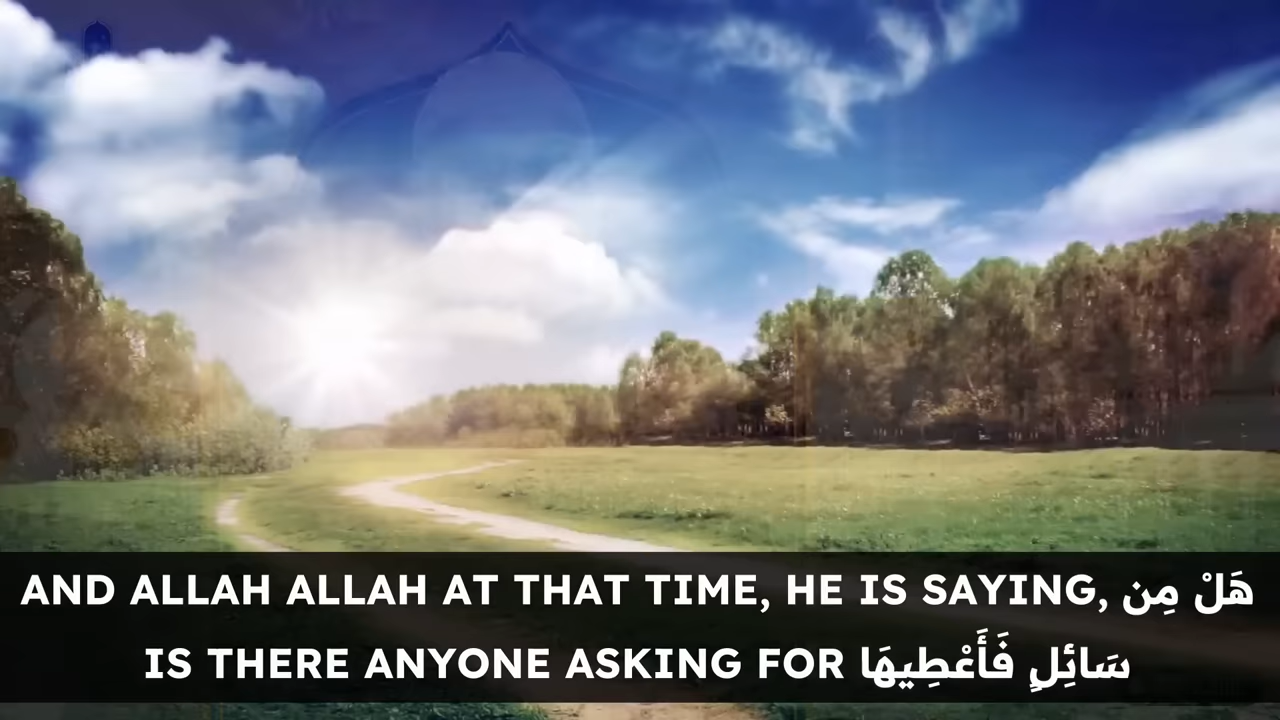 AND ALLAH ALLAH AT THAT TIME, HE IS SAYING, هَلْ مِن
IS THERE ANYONE ASKING FOR سَائِلٍ فَأَعْطِيهَا